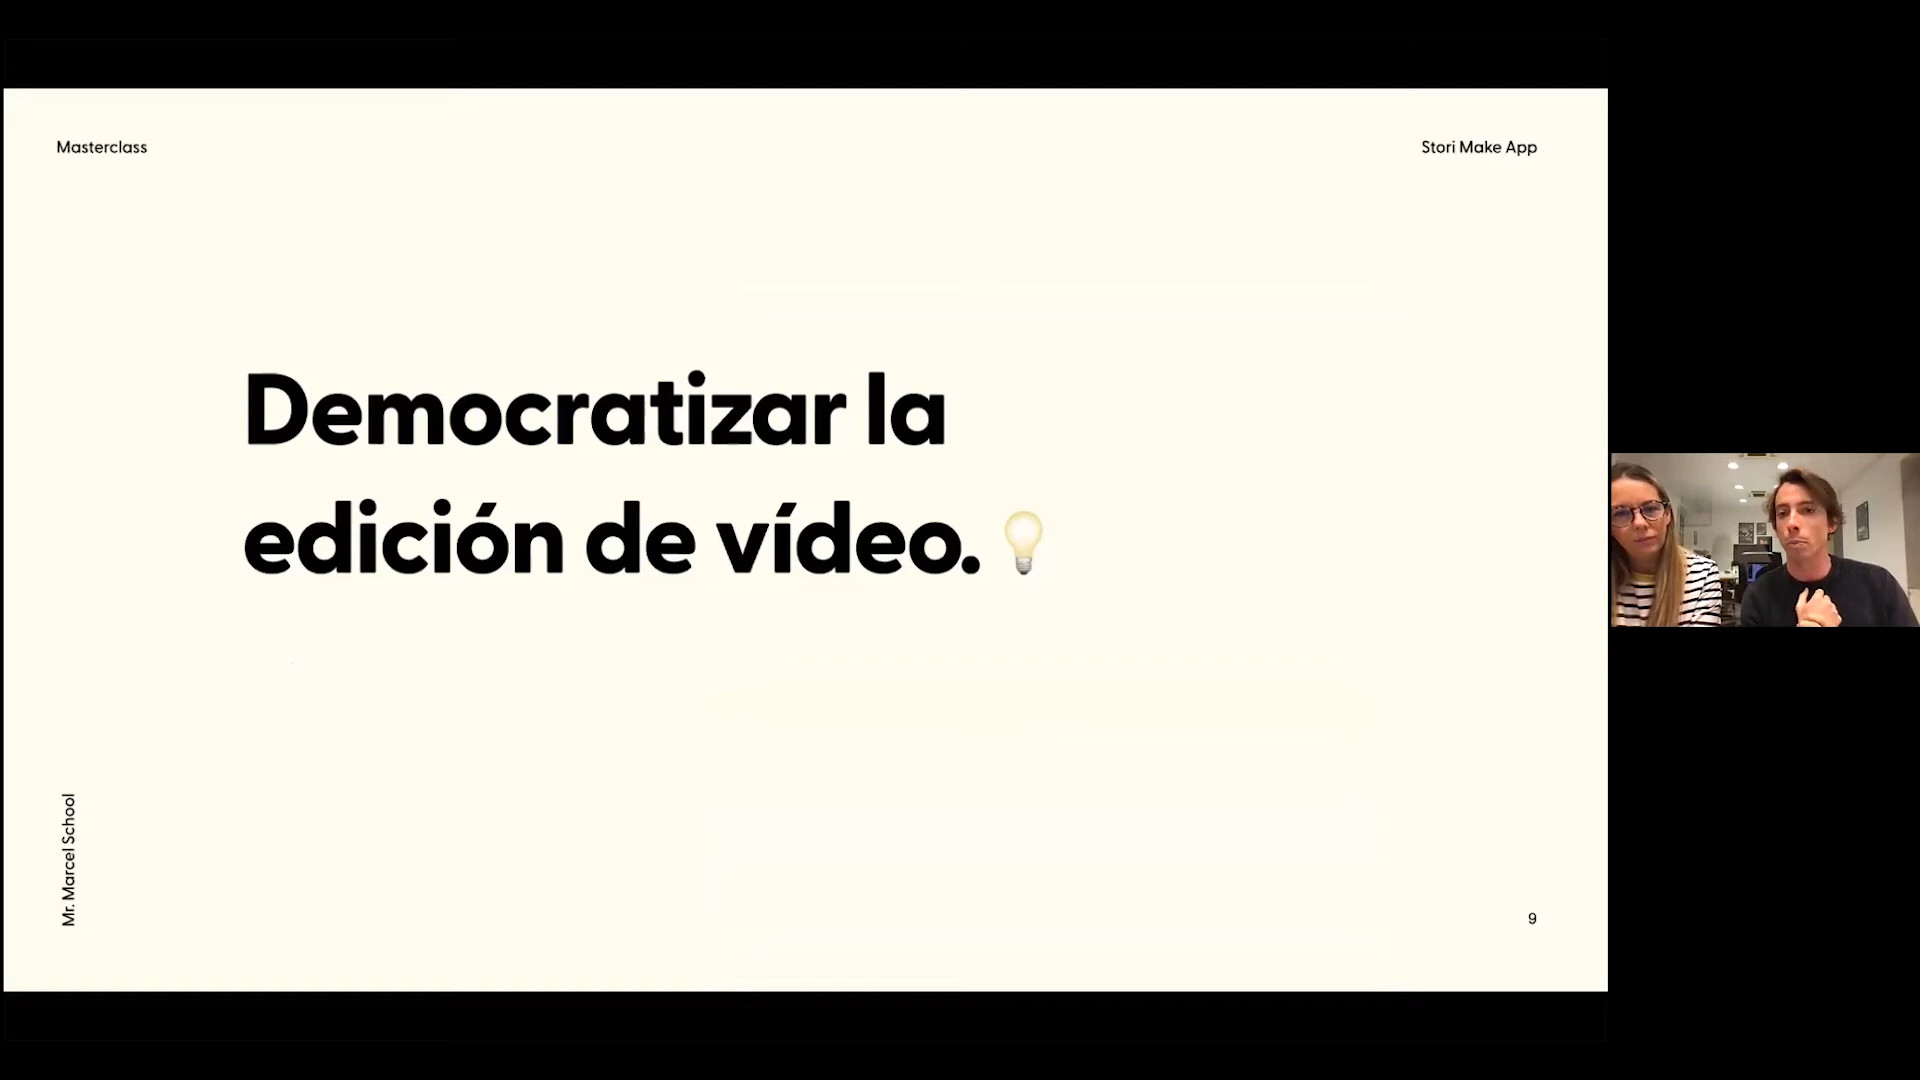 Masterclass
Stori Make App
Democratizar la
edición de vídeo.
Mr. Marcel School
9